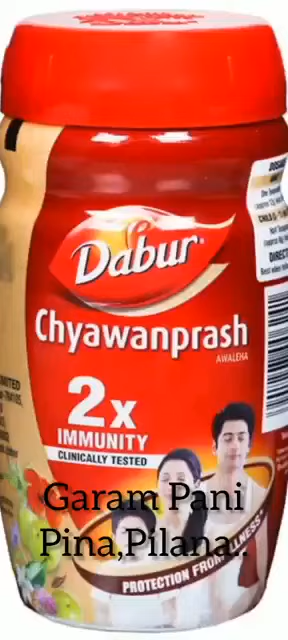 Dabur
Chyawanprash
AWALEHA
2x
IMMUNITY
CLINICALLY TESTED
Garam Pani
Pina,Pilana..
PROTECTION FROM ILLNESS*